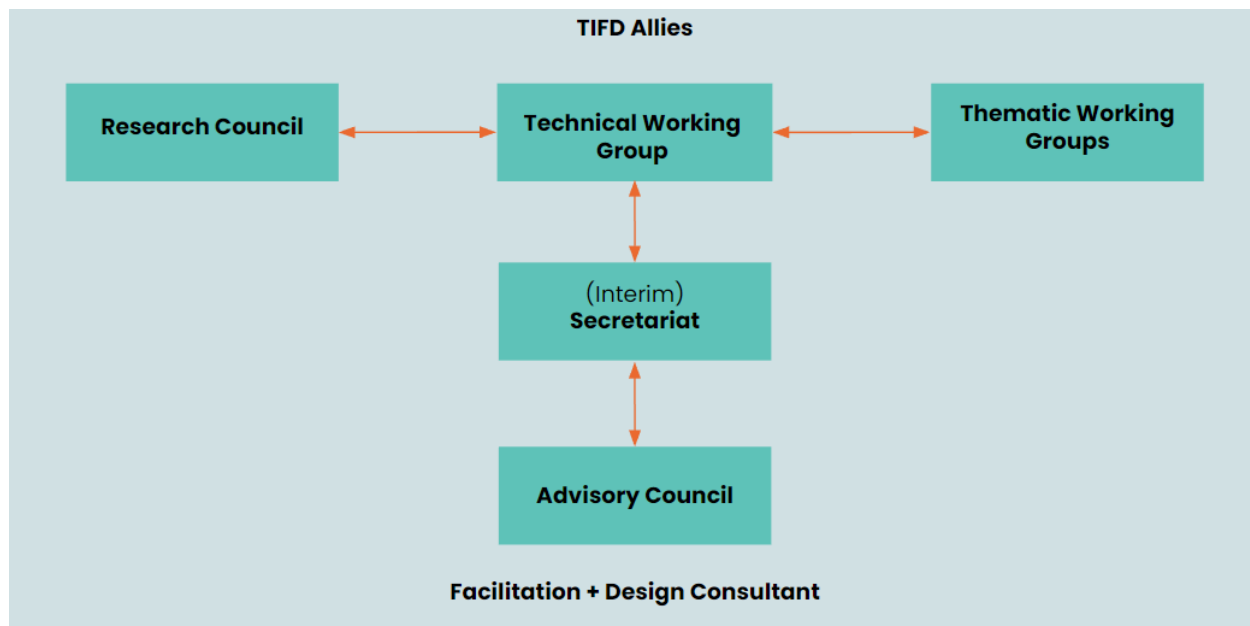 TIFD Allies
Research Council
Technical Working
Group
Thematic Working
Groups
(Interim)
Secretariat
Advisory Council
Facilitation + Design Consultant